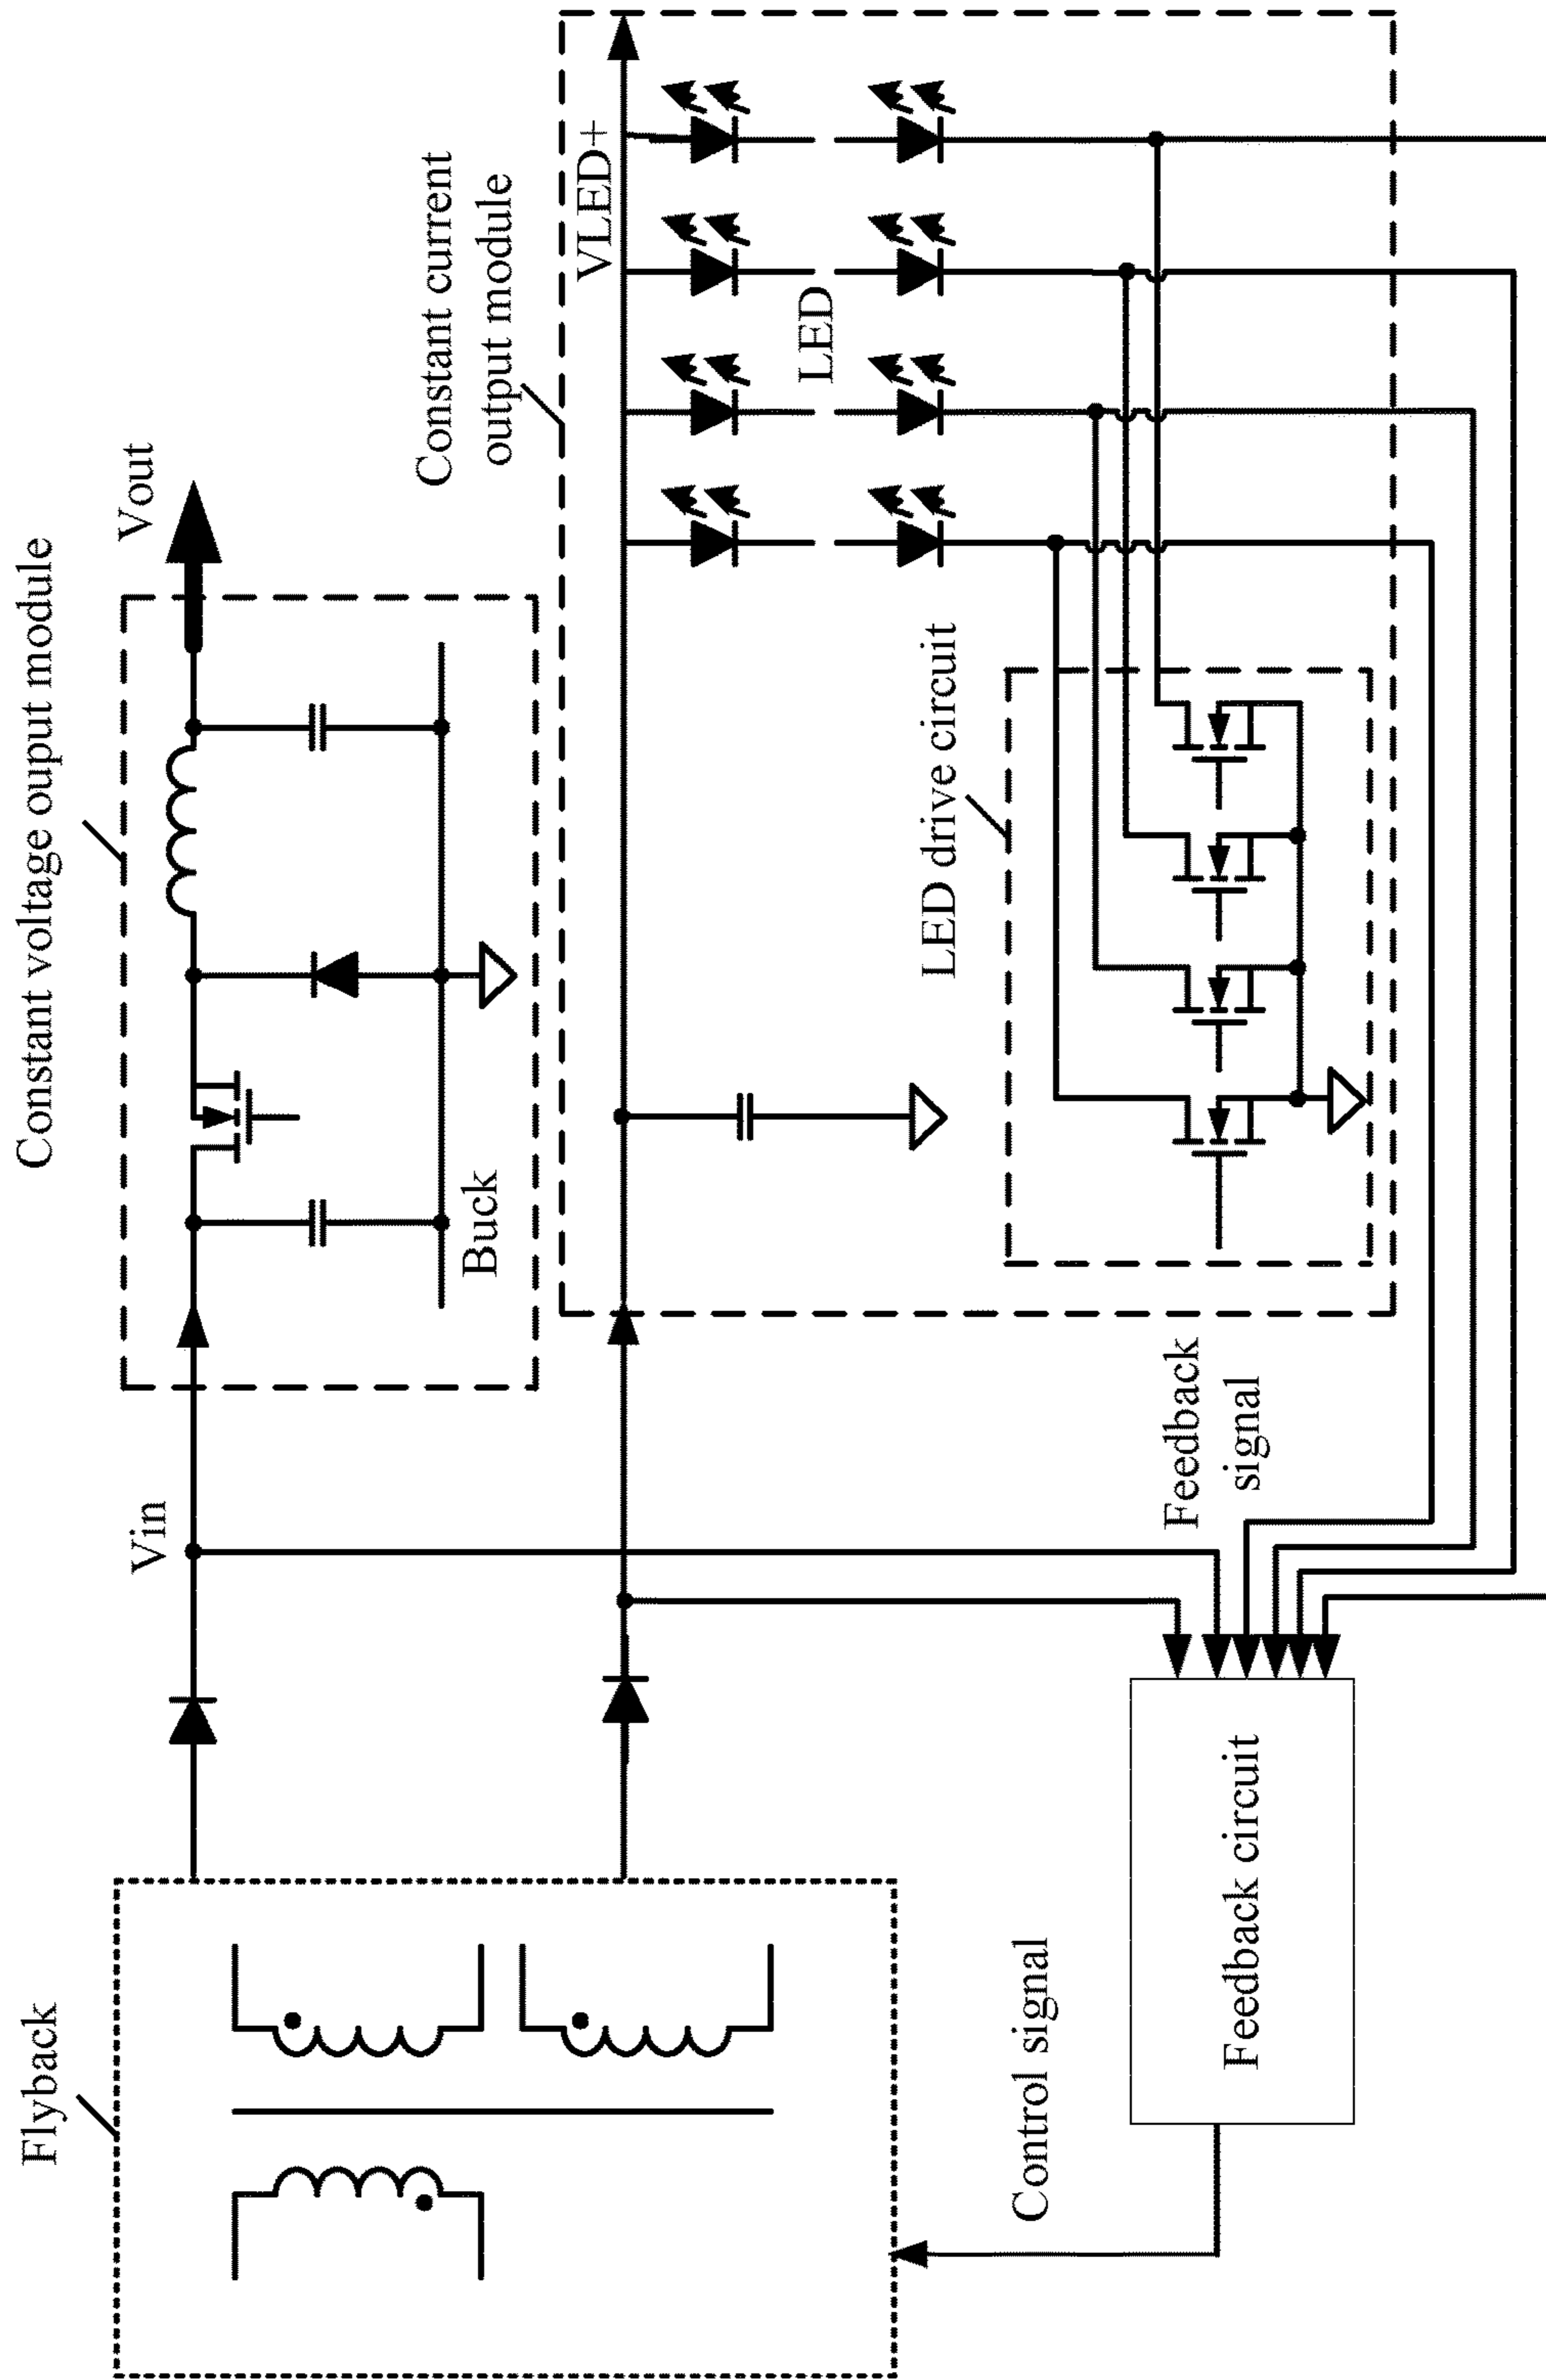 Flyback
Vin
Constant voltage ouput module
Vout
Buck
Constant current
output module
VLED+
LED
LED drive circuit
Feedback
signal
Control signal
Feedback circuit